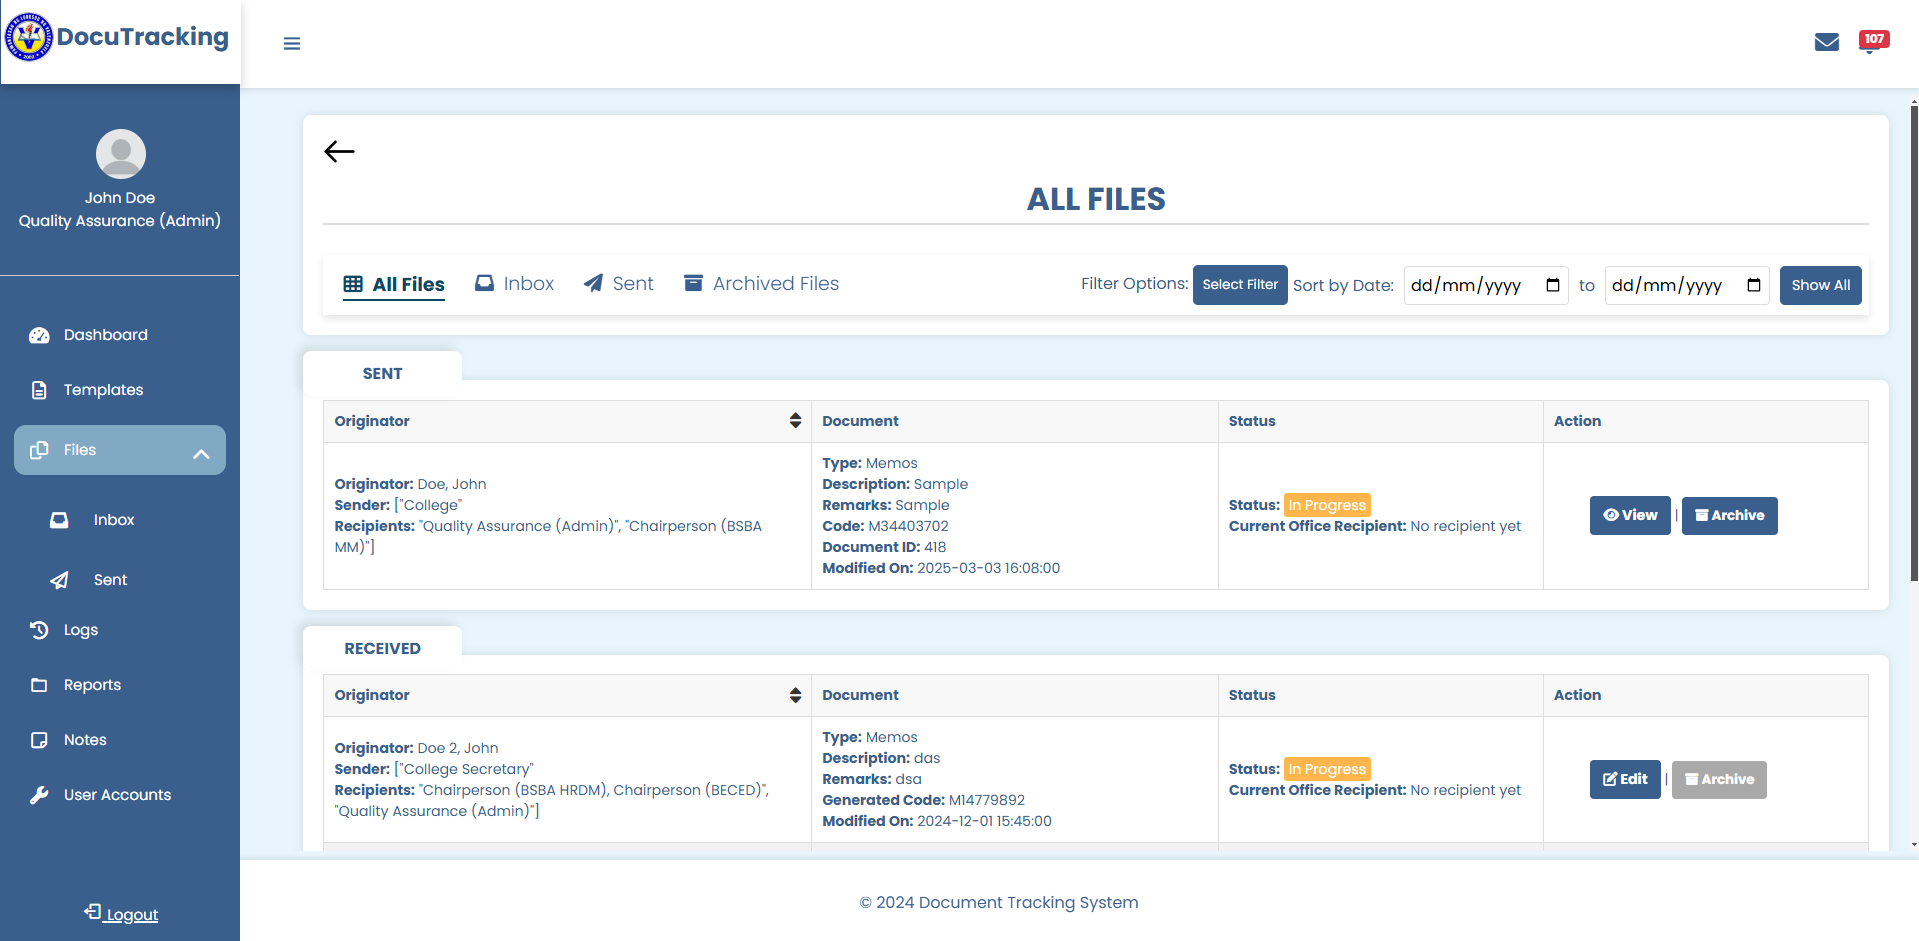 DocuTracking
107
John Doe
Quality Assurance (Admin)
Dashboard
Templates
Files
Inbox
Sent
Logs
Reports
Notes
User Accounts
Logout
ALL FILES
All Files
Inbox
Sent
Archived Files
Filter Options: Select Filter Sort by Date: dd/mm/yyyy to dd/mm/yyyy Show All
SENT
Originator Document Status Action
Originator: Doe, John
Sender: ["College"
Recipients: "Quality Assurance (Admin)", "Chairperson (BSBA
MM)"]
Type: Memos
Description: Sample
Remarks: Sample
Code: M34403702
Document ID: 418
Modified On: 2025-03-03 16:08:00
Status: In Progress
Current Office Recipient: No recipient yet
View | Archive
RECEIVED
Originator Document Status Action
Originator: Doe 2, John
Sender: ["College Secretary"
Recipients: "Chairperson (BSBA HRDM), Chairperson (BECED)",
"Quality Assurance (Admin)"]
Type: Memos
Description: das
Remarks: dsa
Generated Code: M14779892
Modified On: 2024-12-01 15:45:00
Status: In Progress
Current Office Recipient: No recipient yet
Edit | Archive
© 2024 Document Tracking System